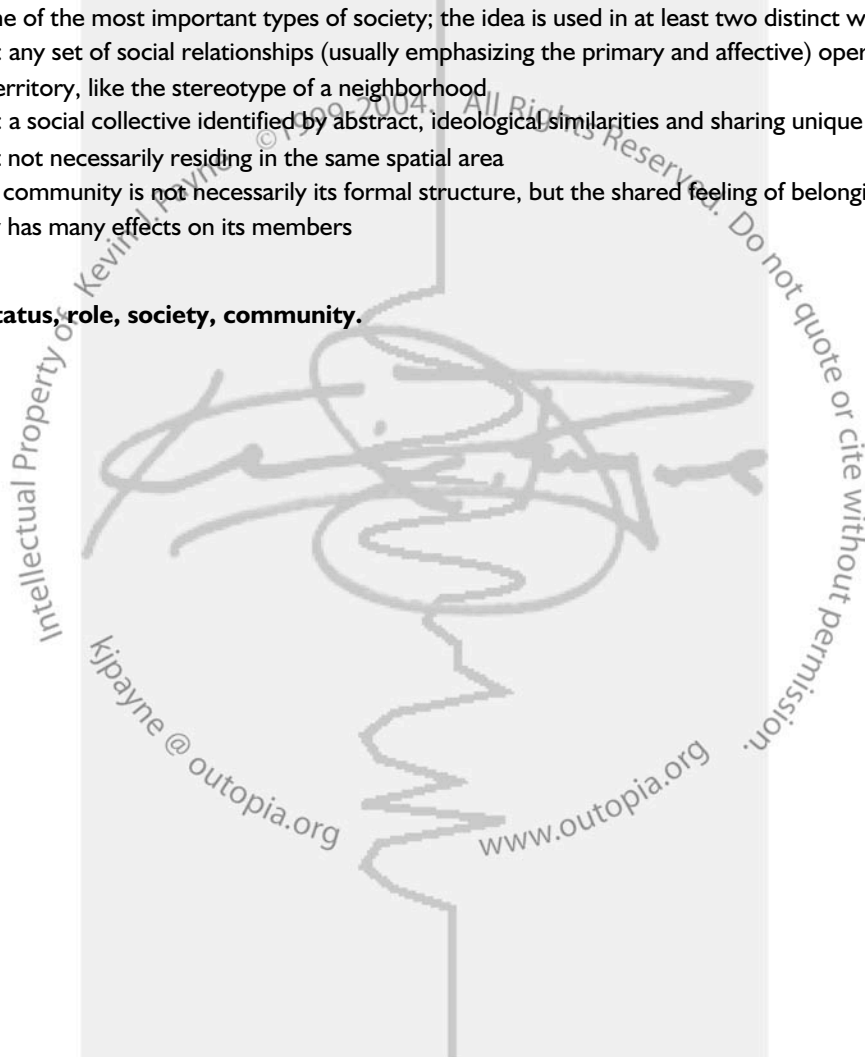 ne of the most important types of society; the idea is used in at least two distinct w
: any set of social relationships (usually emphasizing the primary and affective) oper
erritory, like the stereotype of a neighborhood
: a social collective identified by abstract, ideological similarities and sharing unique
: not necessarily residing in the same spatial area
community is not necessarily its formal structure, but the shared feeling of belongi
has many effects on its members
tatus, role, society, community.
Intellectual Property of Kevin J. Payne ©1999-2004. All Rights Reserved. Do not quote or cite without permission.
kjpayne @ outopia.org
www.outopia.org